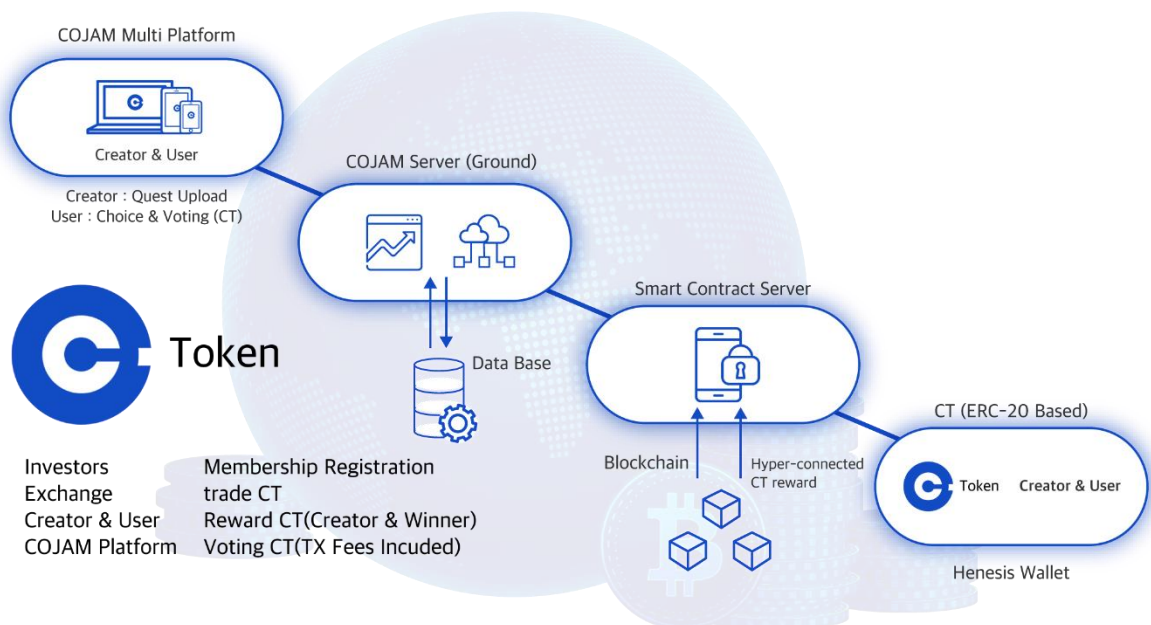 COJAM Multi Platform
Creator & User
Creator : Quest Upload
User : Choice & Voting (CT)
COJAM Server (Ground)
Data Base
Smart Contract Server
Blockchain
Hyper-connected
CT reward
CT (ERC-20 Based)
Token Creator & User
Henesis Wallet
Token
Investors Membership Registration
Exchange trade CT
Creator & User Reward CT(Creator & Winner)
COJAM Platform Voting CT(TX Fees Incuded)